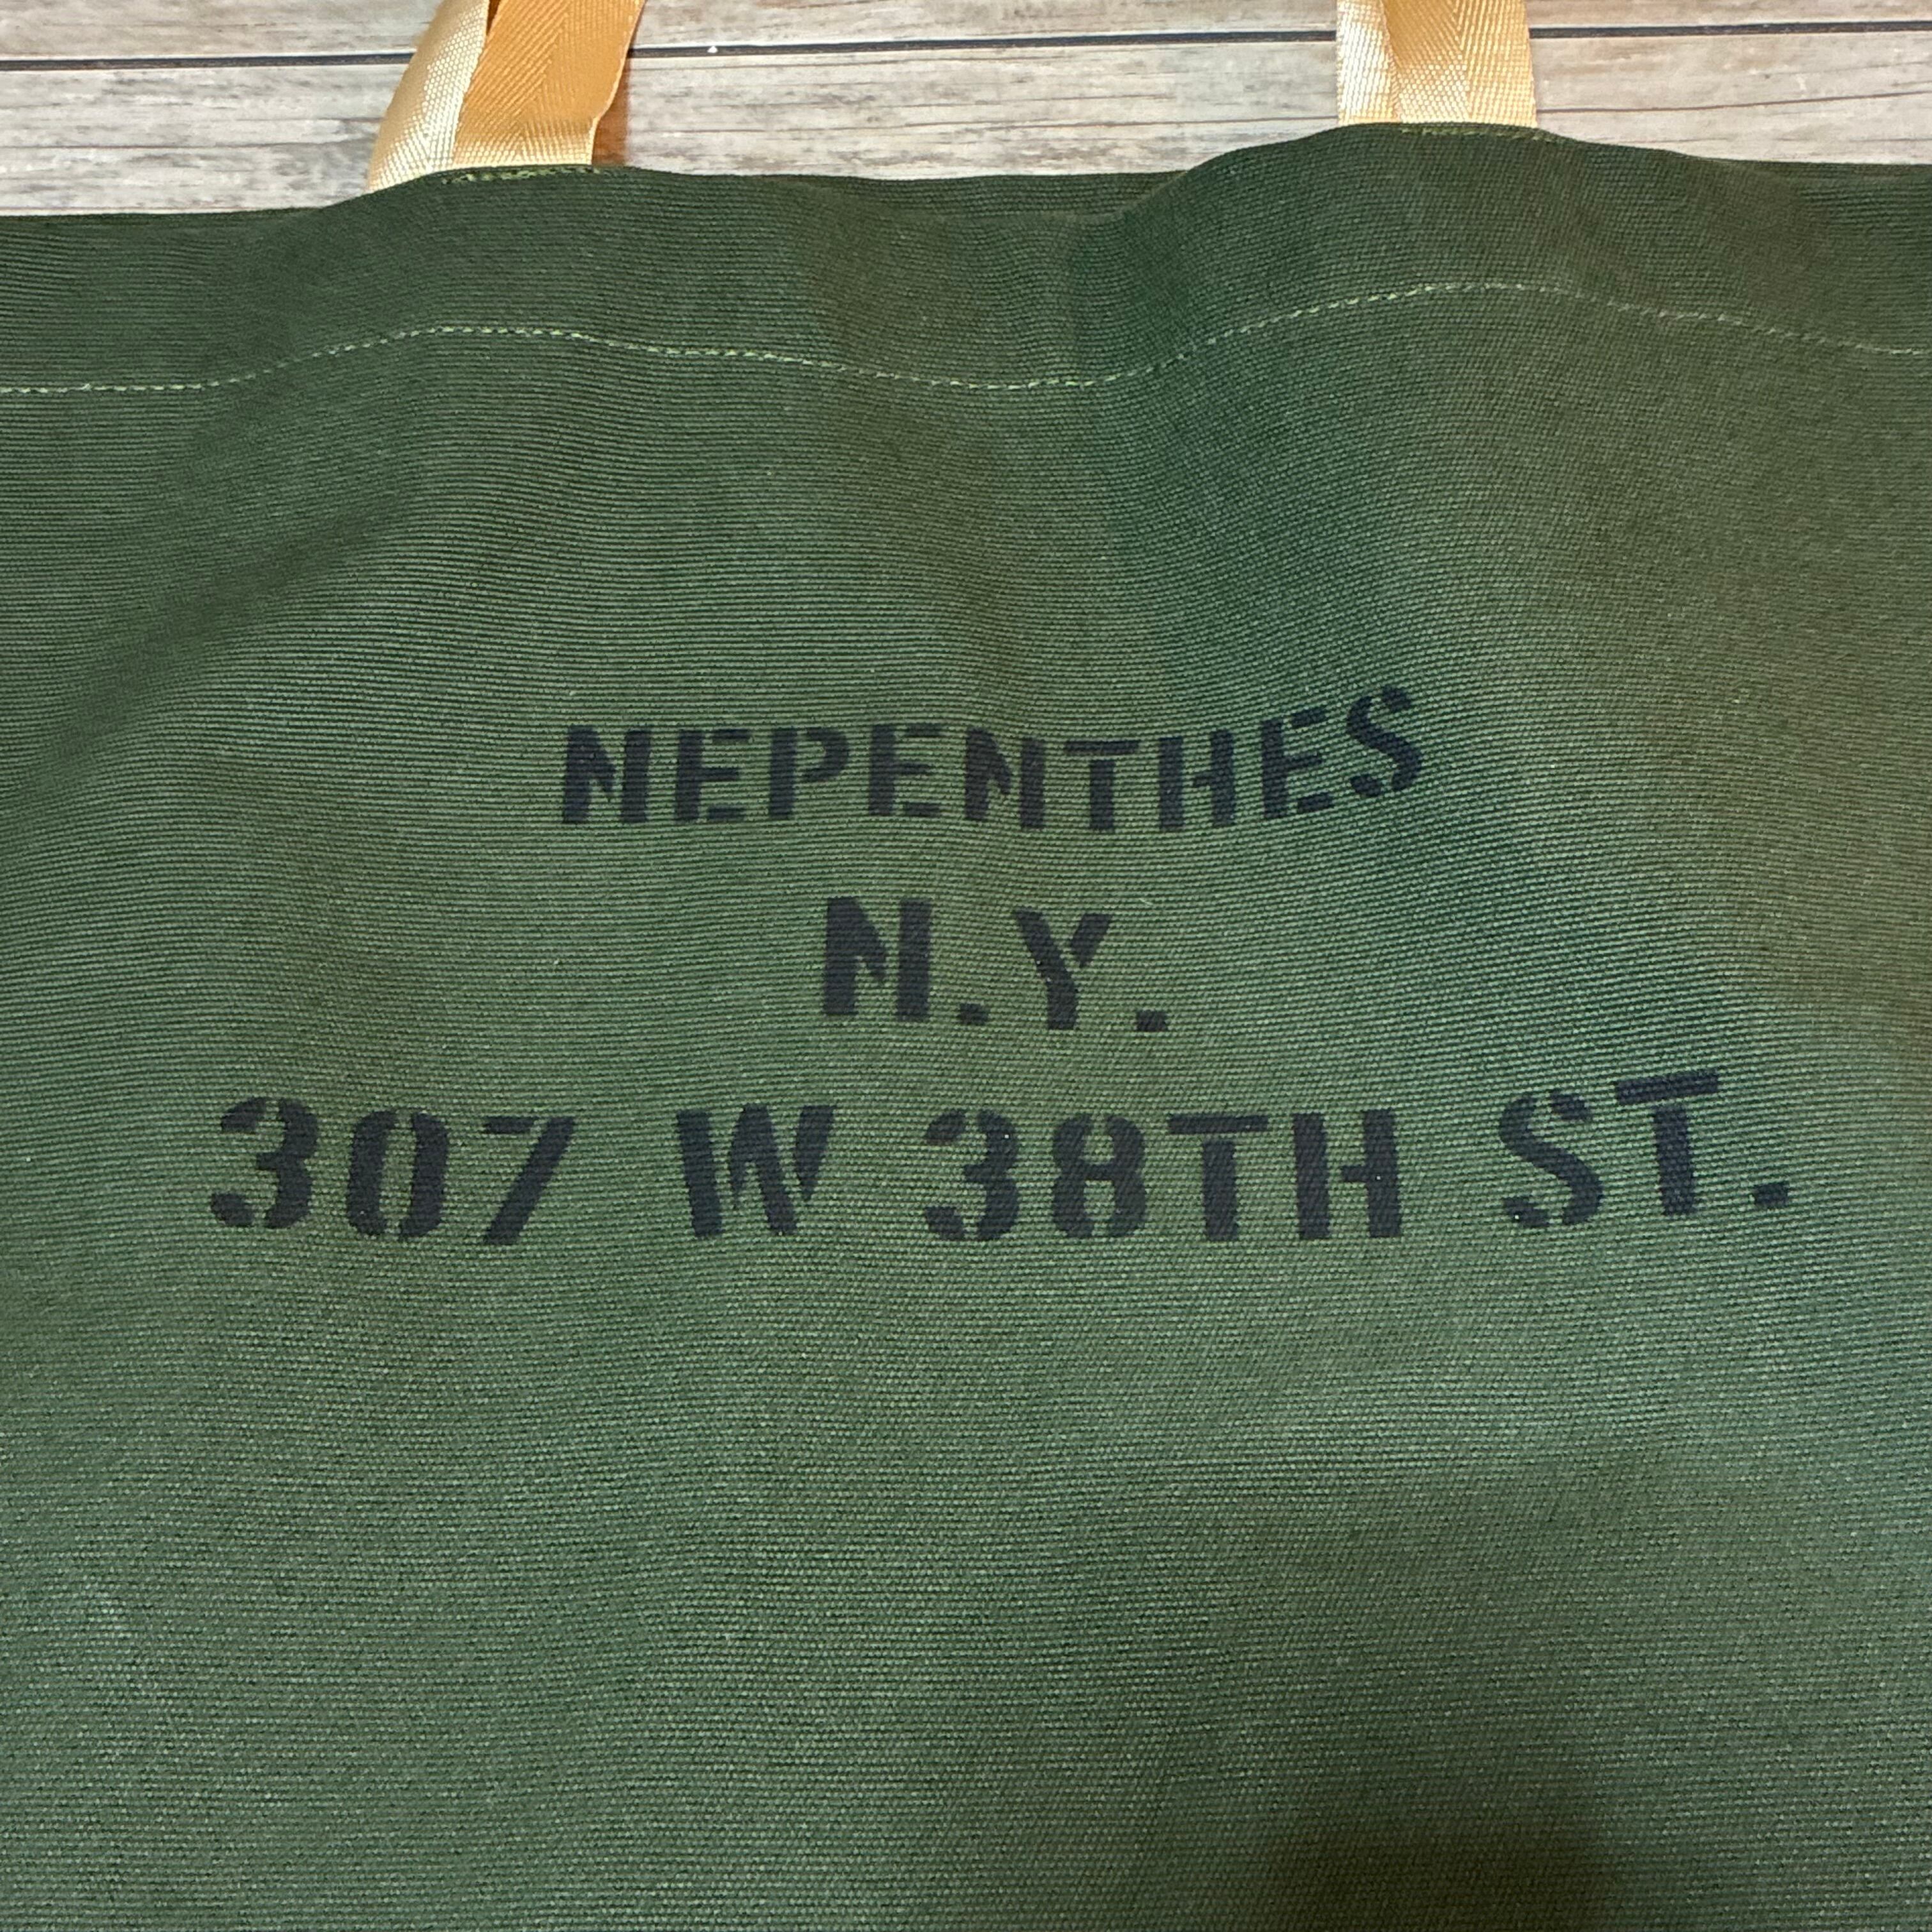 NEPENTHES
N.Y.
307 W 38TH ST.